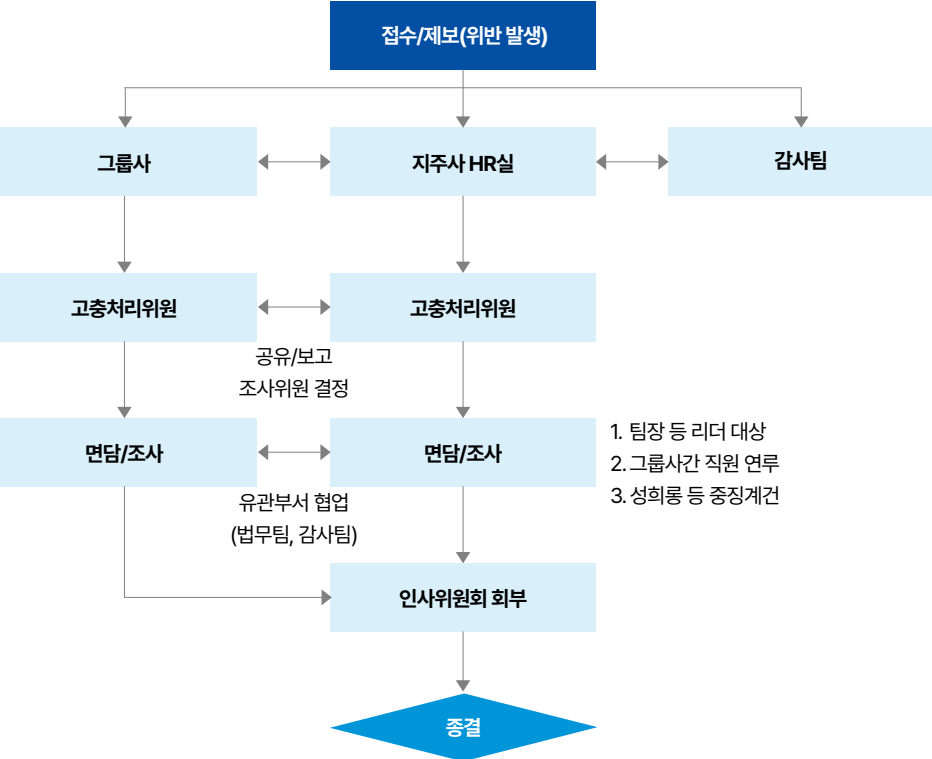 접수/제보(위반 발생)
그룹사
지주사 HR실
감사팀
고충처리위원
고충처리위원
공유/보고
조사위원 결정
면담/조사
면담/조사
1. 팀장 등 리더 대상
2. 그룹사간 직원 연루
3. 성희롱 등 중징계건
유관부서 협업
(법무팀, 감사팀)
인사위원회 회부
종결